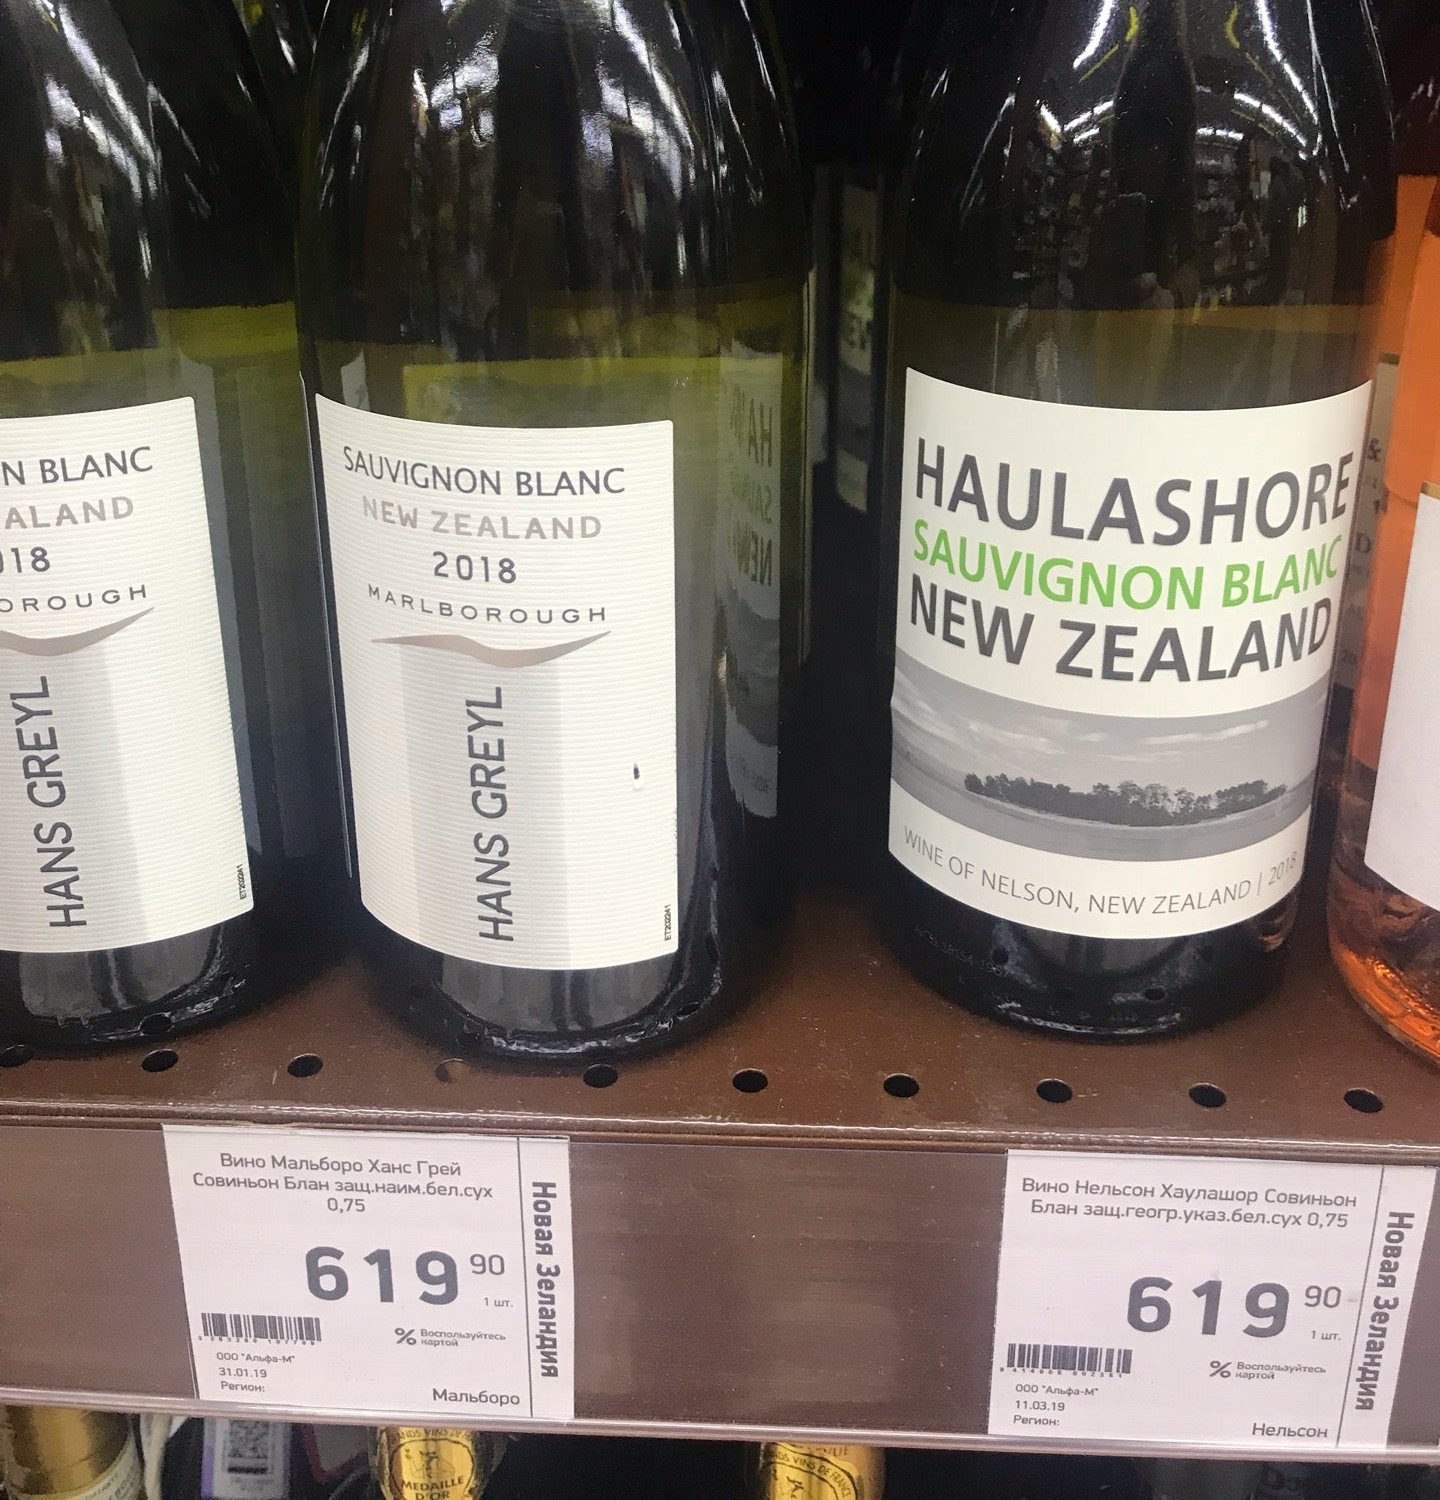 N BLANC
ALAND
018
OROUGH
HANS GREYL
SAUVIGNON BLANC
NEW ZEALAND
2018
MARLBOROUGH
HANS GREYL
HAULASHORE
SAUVIGNON BLANC
NEW ZEALAND
WINE OF NELSON, NEW ZEALAND | 2018
Вино Мальборо Ханс Грей
Совиньон Блан защ.наим.бел.сух
0,75
619 90
1 шт.
% Воспользуйтесь
картой
ООО "Альфа-М"
31.01.19
Регион:
Мальборо
Новая Зеландия
Вино Нельсон Хаулашор Совиньон
Блан защ.геогр.указ.бел.сух 0,75
619 90
1 шт.
% Воспользуйтесь
картой
ООО "Альфа-М"
11.03.19
Регион:
Нельсон
Новая Зеландия
MEDAILLE
D'OR